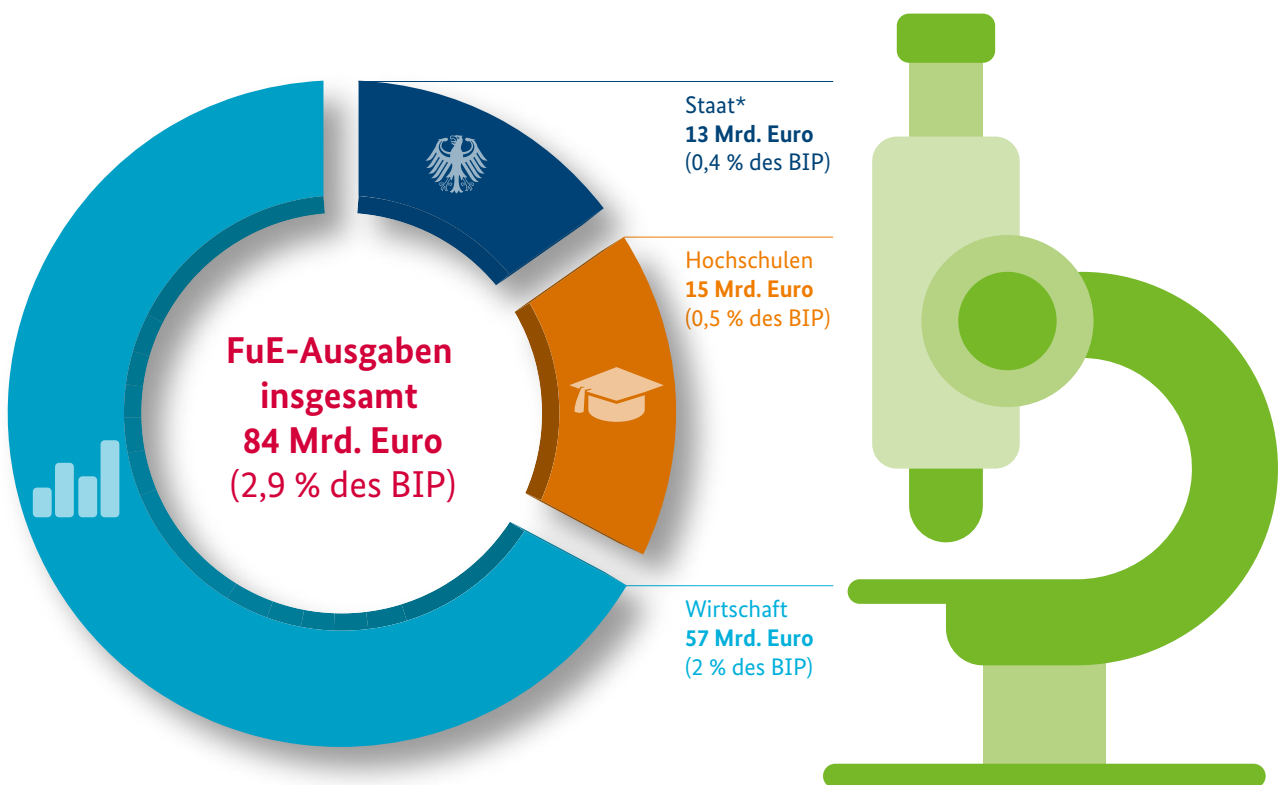 Staat*
13 Mrd. Euro
(0,4 % des BIP)
Hochschulen
15 Mrd. Euro
(0,5 % des BIP)
FuE-Ausgaben
insgesamt
84 Mrd. Euro
(2,9 % des BIP)
Wirtschaft
57 Mrd. Euro
(2 % des BIP)